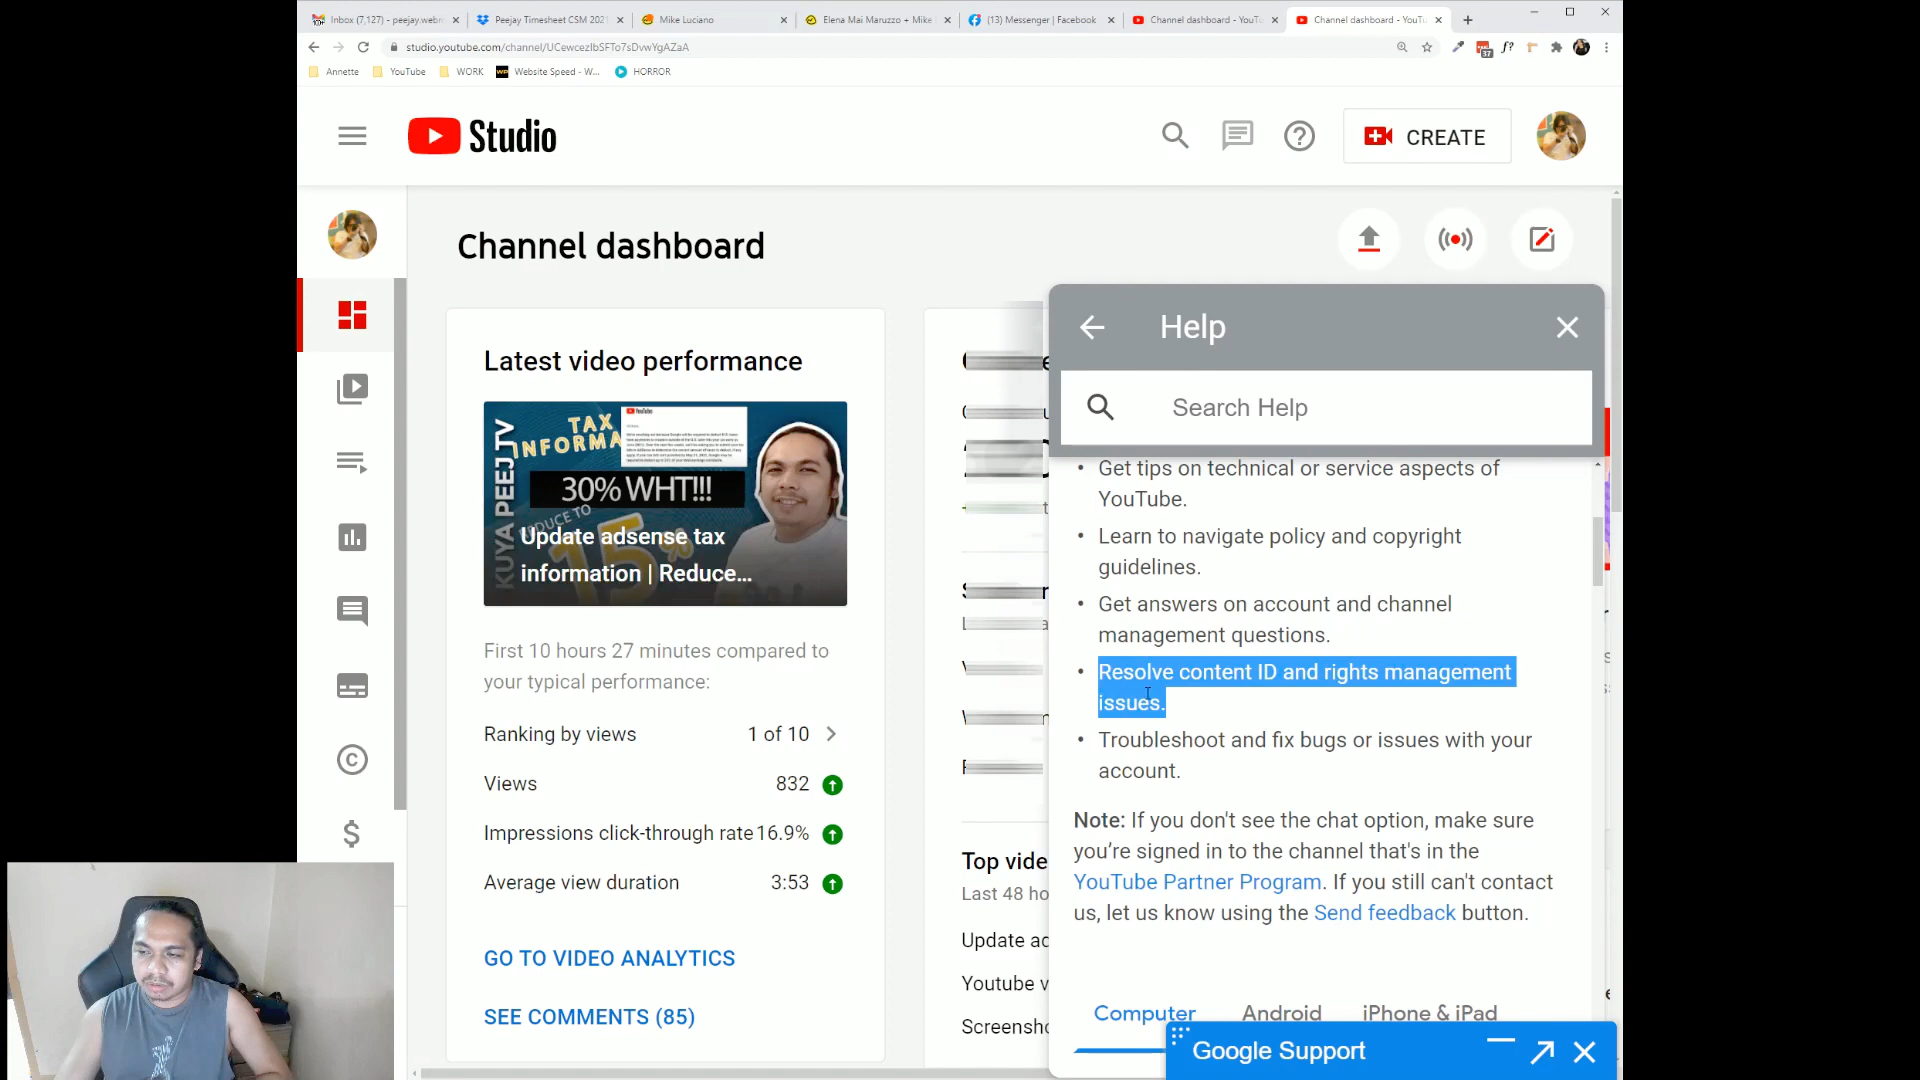 Inbox (7,127) - peejay.webm
Peejay Timesheet CSM 202
Mike Luciano
Elena Mai Maruzzo + Mike
(13) Messenger | Facebook
Channel dashboard - YouTu
Channel dashboard - YouTu
studio.youtube.com/channel/UCewcezIbSFTo7sDvwYgAZaA
37
f?
Annette
YouTube
WORK
Website Speed - W...
HORROR
Studio
CREATE
Channel dashboard
Latest video performance
KUYA PEEJ TV
TAX
INFORMA
YouTube
30% WHT!!!
REDUCE TO
15%
Update adsense tax
information | Reduce...
First 10 hours 27 minutes compared to
your typical performance:
Ranking by views 1 of 10
Views 832
Impressions click-through rate 16.9%
Average view duration 3:53
GO TO VIDEO ANALYTICS
SEE COMMENTS (85)
Top vide
Last 48 ho
Update ad
Youtube v
Screensho
Help
Search Help
• Get tips on technical or service aspects of
YouTube.
• Learn to navigate policy and copyright
guidelines.
• Get answers on account and channel
management questions.
• Resolve content ID and rights management
issues.
• Troubleshoot and fix bugs or issues with your
account.
Note: If you don't see the chat option, make sure
you’re signed in to the channel that's in the
YouTube Partner Program. If you still can't contact
us, let us know using the Send feedback button.
Computer Android iPhone & iPad
Google Support